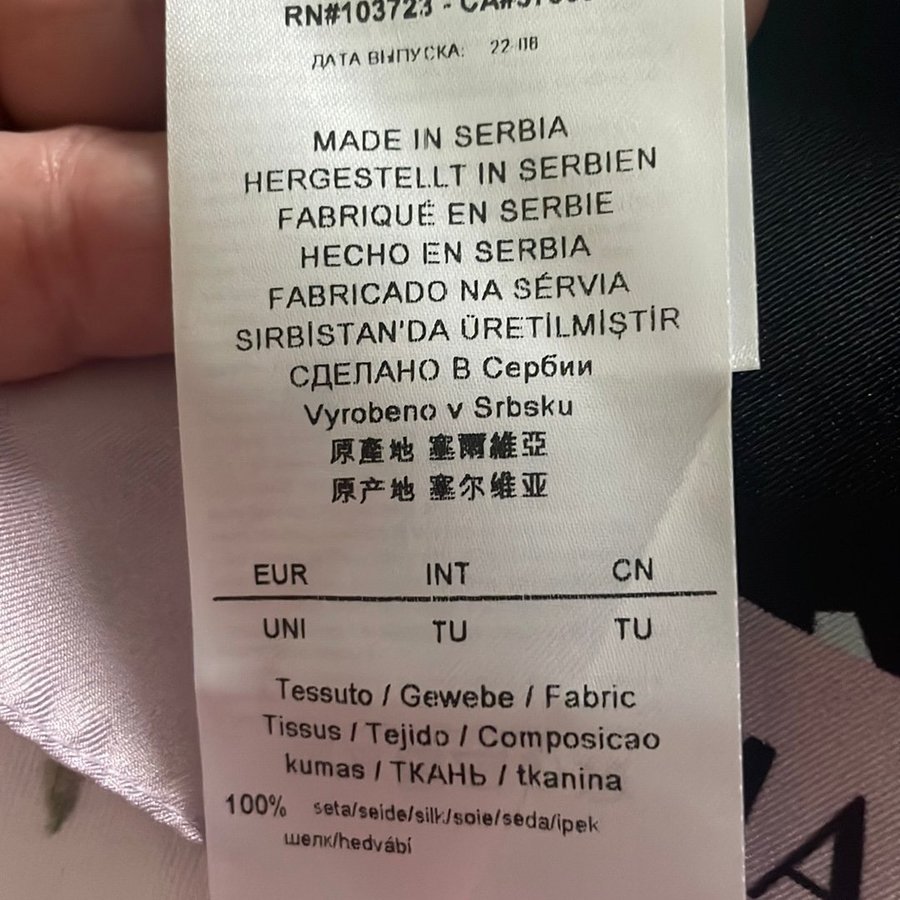 RN#103723 -
ДАТА ВЫПУСКА: 22-06
MADE IN SERBIA
HERGESTELLT IN SERBIEN
FABRIQUÉ EN SERBIE
HECHO EN SERBIA
FABRICADO NA SÉRVIA
SIRBİSTAN'DA ÜRETİLMİŞTİR
СДЕЛАНО В Сербии
Vyrobeno v Srbsku
原產地 塞爾維亞
原产地 塞尔维亚
EUR INT CN
UNI TU TU
Tessuto / Gewebe / Fabric
Tissus / Tejido / Composicao
kumas / ТКАНЬ / tkanina
100% seta/seide/silk/soie/seda/ipek
шелк/hedvábí
A